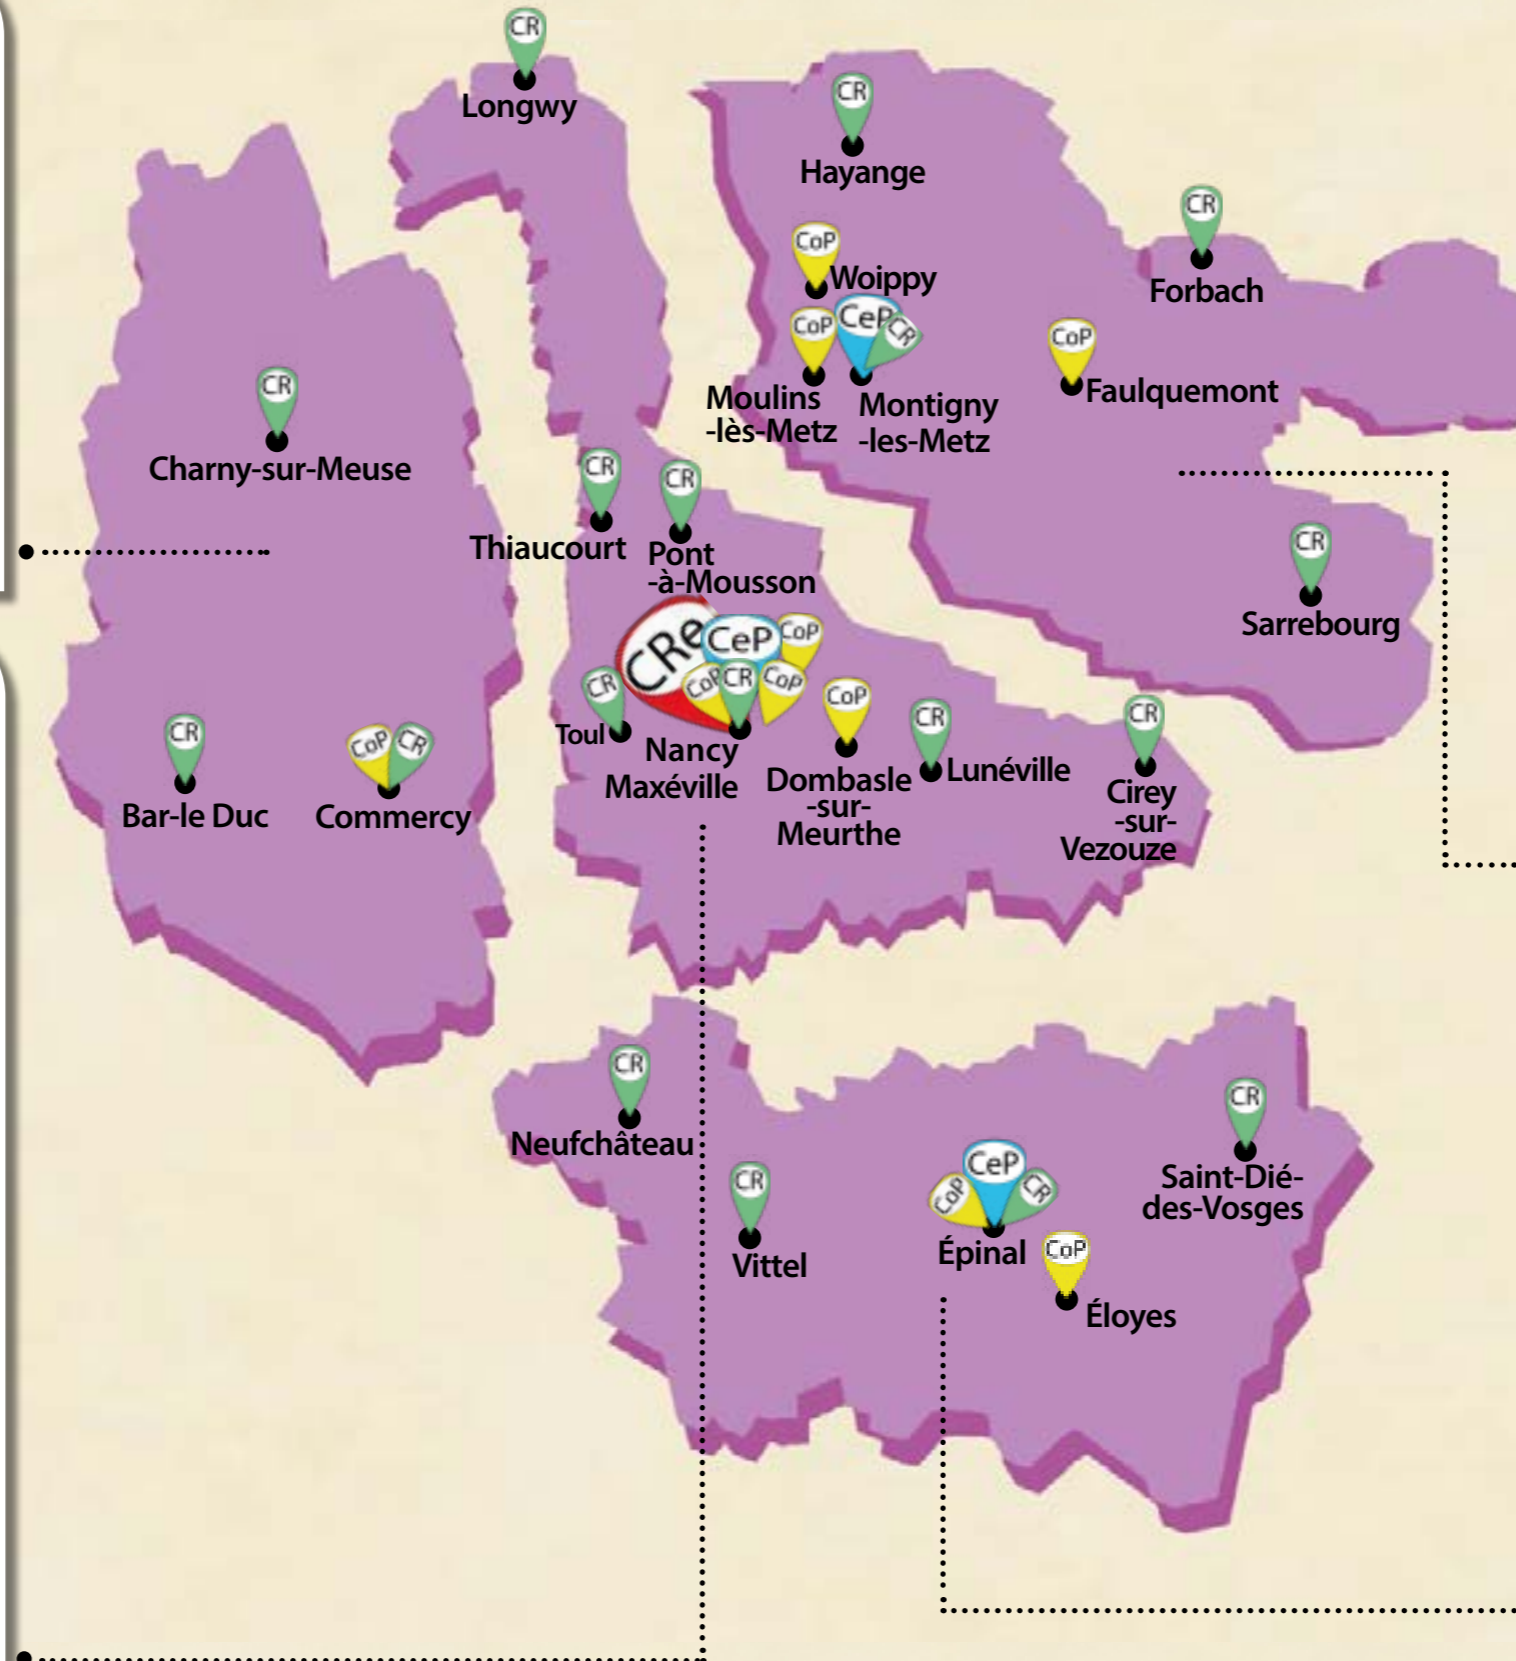 CR
Longwy
CR
Hayange
CR
Forbach
CoP
Woippy
CoP
CeP
CR
Moulins
-lès-Metz
Montigny
-les-Metz
CoP
Faulquemont
CR
Charny-sur-Meuse
CR
Thiaucourt
CR
Pont
-à-Mousson
CR
Sarrebourg
CRe
CeP
CoP
CoP
CR
CoP
Nancy
Maxéville
CR
Toul
CoP
Dombasle
-sur-
Meurthe
CR
Lunéville
CR
Cirey
-sur-
Vezouze
CR
Bar-le Duc
CoP
CR
Commercy
CR
Neufchâteau
CR
Vittel
CoP
CeP
CR
Épinal
CoP
Éloyes
CR
Saint-Dié-
des-Vosges